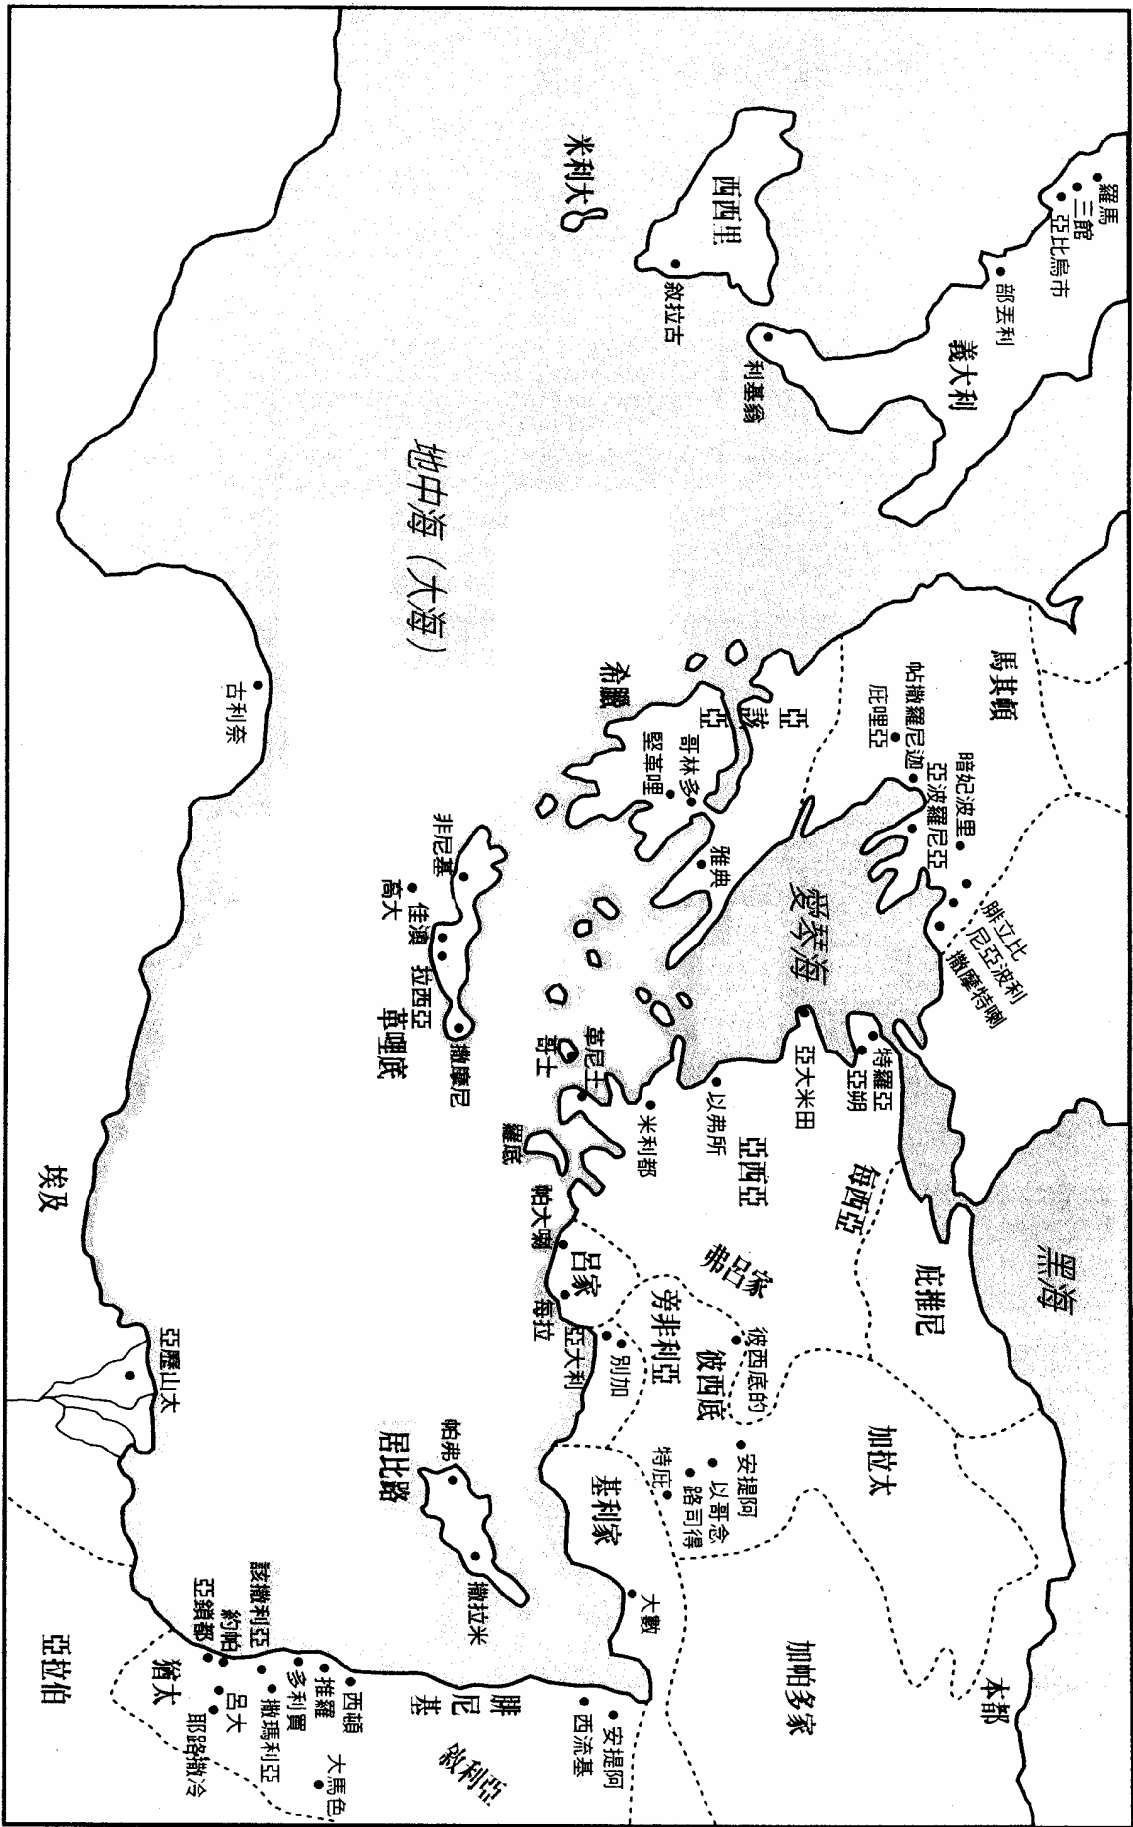 羅馬
三館
亞比烏市
部丟利
義大利
西西里
米利大
敘拉古
利基翁
地中海（大海）
馬其頓
帖撒羅尼迦
庇哩亞
暗妃波里
亞波羅尼亞
腓立比
尼亞波利
撒摩特喇
亞該亞
希臘
哥林多
堅革哩
雅典
愛琴海
黑海
特羅亞
亞朔
亞大米田
以弗所
米利都
亞西亞
每西亞
庇推尼
弗呂家
革尼土
哥士
羅底
帕大喇
呂家
每拉
旁非利亞
亞大利
別加
彼西底
彼西底的
安提阿
以哥念
路司得
特庇
加拉太
基利家
大數
加帕多家
本都
非尼基
高大
佳澳
拉西亞
撒摩尼
革哩底
古利奈
埃及
亞歷山太
居比路
帕弗
撒拉米
安提阿
西流基
敘利亞
腓尼基
西頓
推羅
多利買
大馬色
該撒利亞
撒瑪利亞
約帕
呂大
亞鎖都
耶路撒冷
猶太
亞拉伯